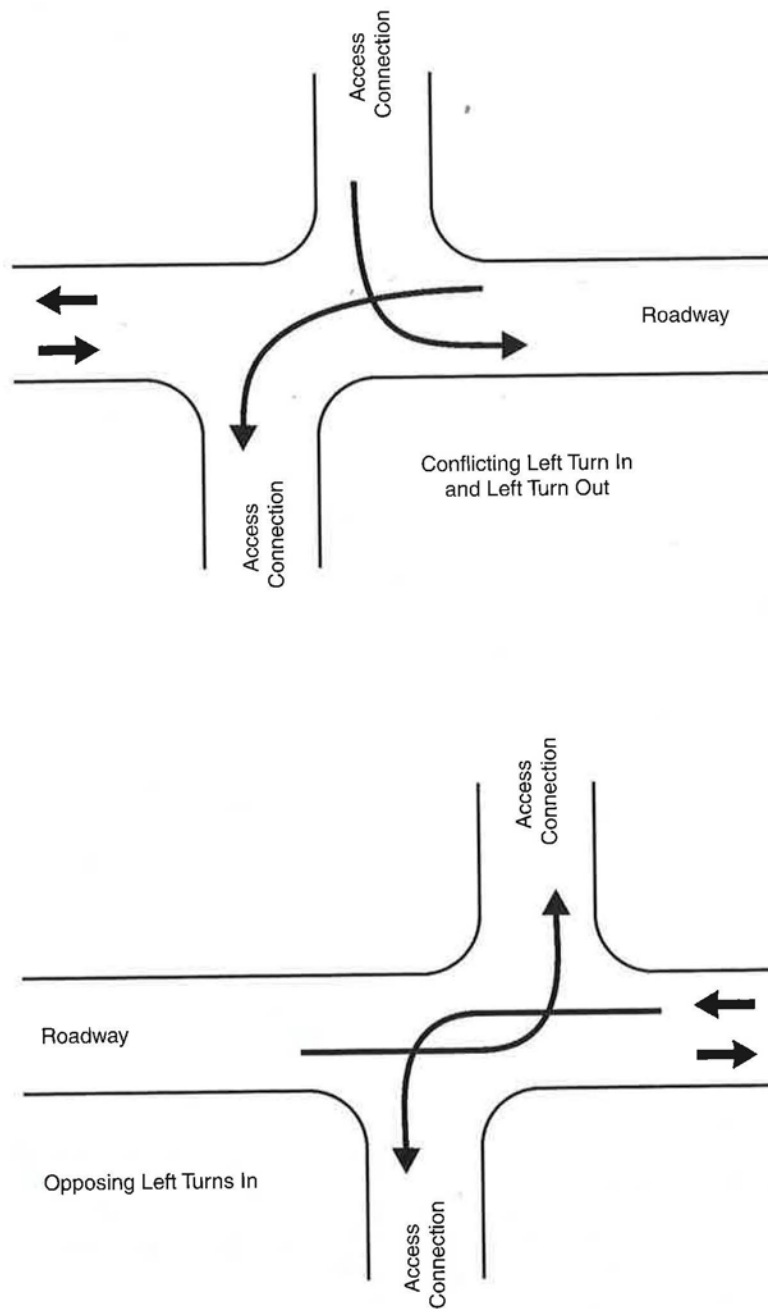 Access
Connection
Roadway
Conflicting Left Turn In
and Left Turn Out
Access
Connection
Access
Connection
Roadway
Opposing Left Turns In
Access
Connection